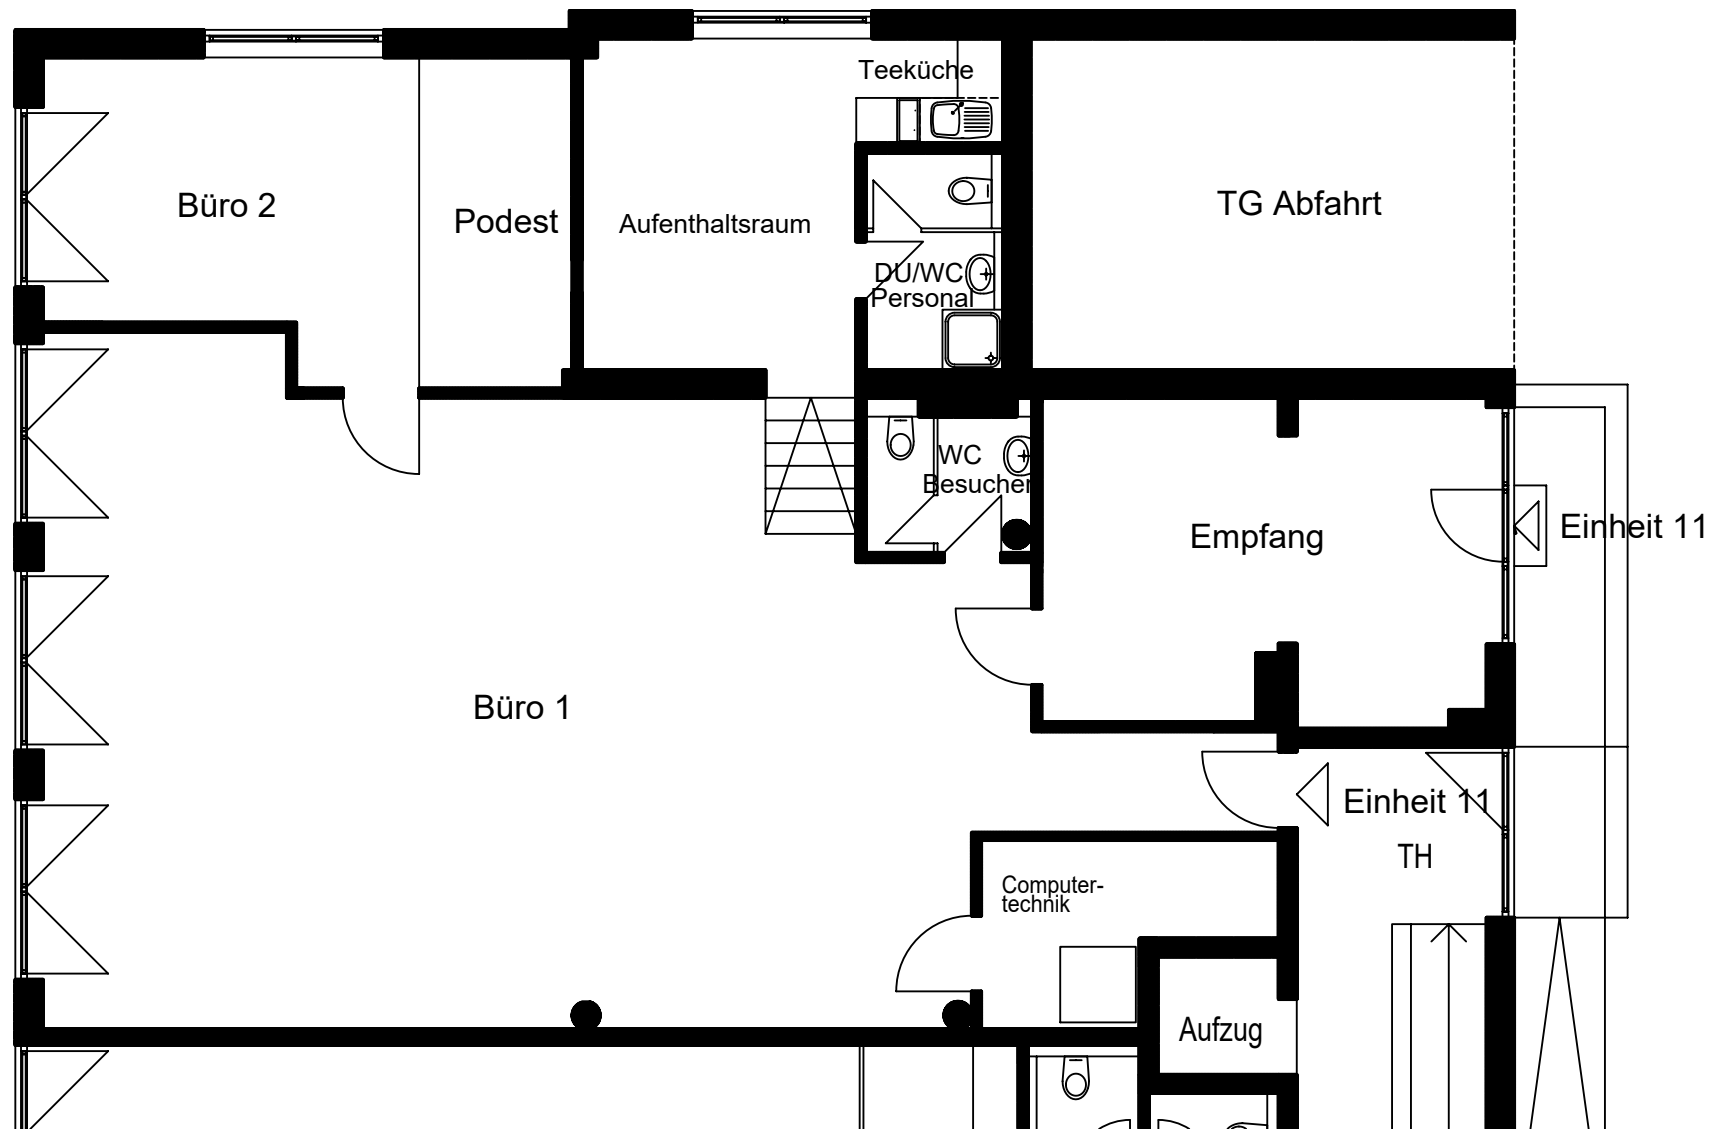 Teeküche
Büro 2
Podest
Aufenthaltsraum
TG Abfahrt
DU/WC
Personal
WC
Besucher
Empfang
Einheit 11
Büro 1
Einheit 11
TH
Computer-
technik
Aufzug